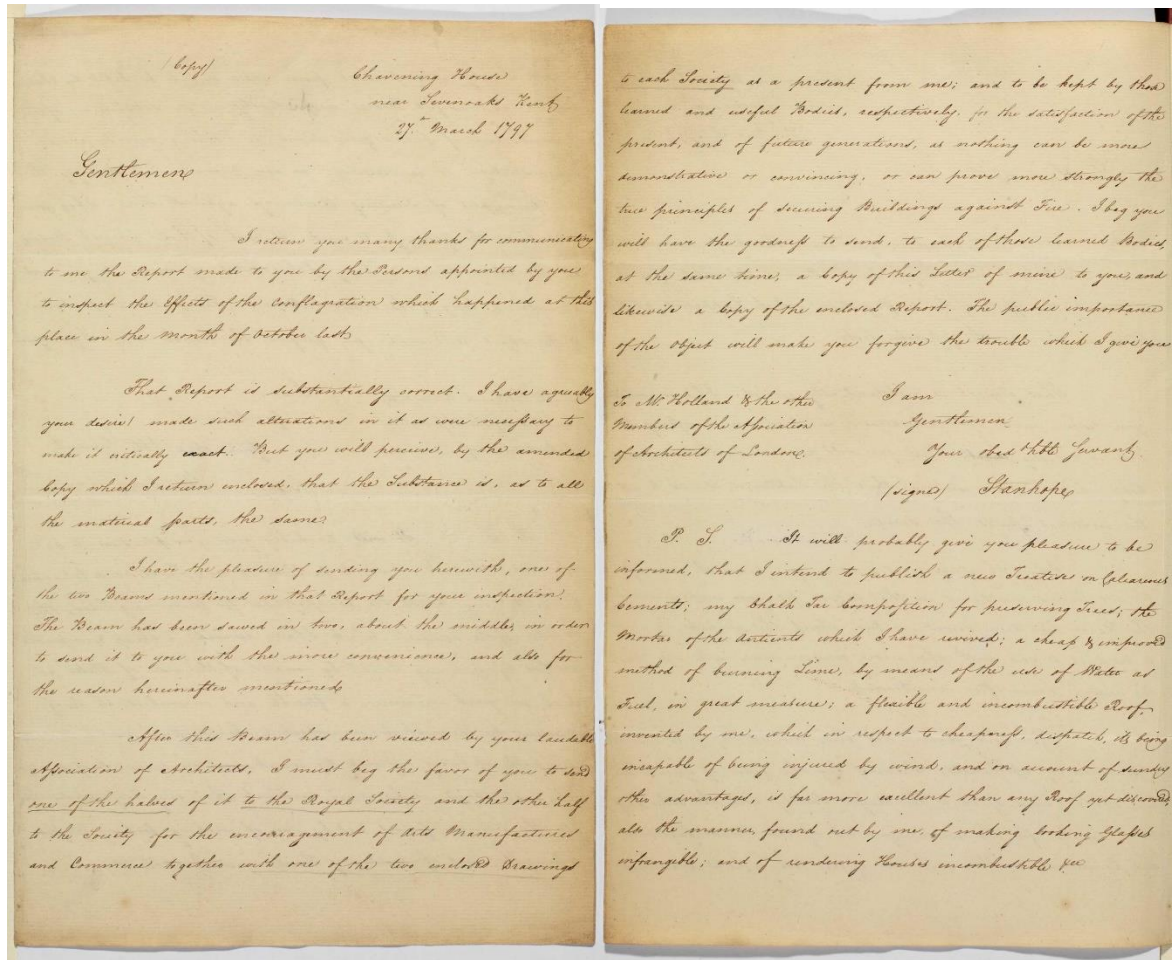 (Copy)
Chevening House
near Sevenoaks Kent
27.th March 1797
Gentlemen
I return you many thanks for communicating
to me the Report made to you by the Persons appointed by you
to inspect the Effects of the Conflagration which happened at this
place in the Month of October last
That Report is substantially correct. I have agreeably
your desire) made such alterations in it as were necessary to
make it critically exact. But you will perceive, by the amended
Copy which I return enclosed, that the Substance is, as to all
the material parts, the same.
I have the pleasure of sending you herewith, one of
the two Beams mentioned in that Report for your inspection.
The Beam has been sawed in two, about the middle, in order
to send it to you with the more convenience, and also for
the reason hereinafter mentioned
After this Beam has been viewed by your laudable
Association of Architects, I must beg the favor of you to send
one of the halves of it to the Royal Society and the other half
to the Society for the encouragement of Arts Manufactures
and Commerce together with one of the two enclosed Drawings
to each Society as a present from me; and to be kept by those
learned and useful Bodies, respectively, for the satisfaction of the
present, and of future generations, as nothing can be more
demonstrative or convincing, or can prove more strongly the
true principles of securing Buildings against Fire. I beg you
will have the goodness to send, to each of those learned Bodies,
at the same time, a Copy of this Letter of mine to you, and
likewise a Copy of the enclosed Report. The public importance
of the Object will make you forgive the trouble which I give you
To Mr. Holland & the other
Members of the Association
of Architects of London
I am
Gentlemen
Your obed.t hble Servant
(signed) Stanhope
P. S. It will probably give you pleasure to be
informed, that I intend to publish a new Treatise on Calcareous
Cements; my Chalk Tar Composition for preserving Trees; the
Mortar of the Antients which I have revived; a cheap & improved
method of burning Lime, by means of the use of Water as
Fuel, in great measure; a flexible and incombustible Roof,
invented by me, which in respect to cheapness, dispatch, its being
incapable of being injured by wind, and on account of sundry
other advantages, is far more excellent than any Roof yet discovered,
also the manner, found out by me, of making looking Glasses
infrangible; and of rendering Houses incombustible &c